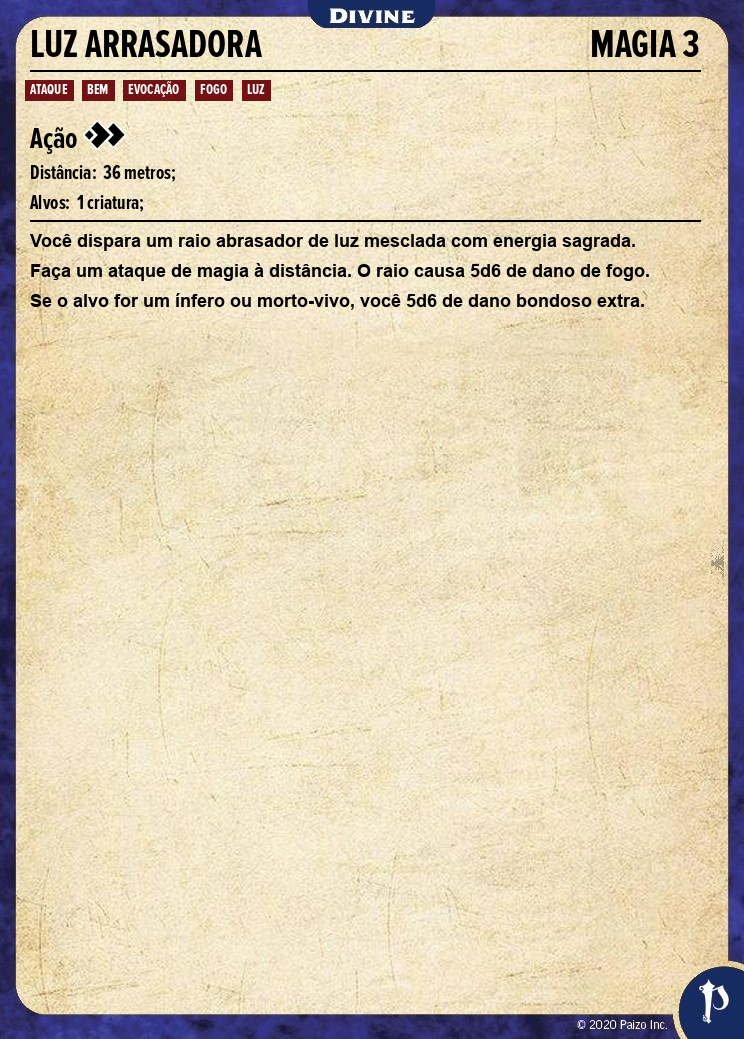 DIVINE
LUZ ARRASADORA MAGIA 3
ATAQUE BEM EVOCAÇÃO FOGO LUZ
Ação
Distância: 36 metros;
Alvos: 1 criatura;
Você dispara um raio abrasador de luz mesclada com energia sagrada.
Faça um ataque de magia à distância. O raio causa 5d6 de dano de fogo.
Se o alvo for um ínfero ou morto-vivo, você 5d6 de dano bondoso extra.
© 2020 Paizo Inc.